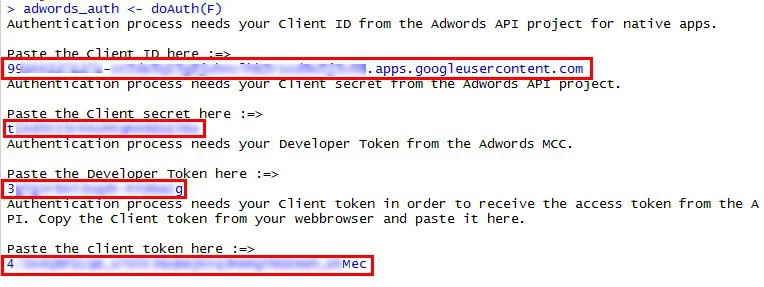 > adwords_auth <- doAuth(F)
Authentication process needs your Client ID from the Adwords API project for native apps.
Paste the Client ID here :=>
99 - .apps.googleusercontent.com
Authentication process needs your Client secret from the Adwords API project.
Paste the Client secret here :=>
t
Authentication process needs your Developer Token from the Adwords MCC.
Paste the Developer Token here :=>
3 g
Authentication process needs your Client token in order to receive the access token from the A
PI. Copy the Client token from your webbrowser and paste it here.
Paste the client token here :=>
4 Mec